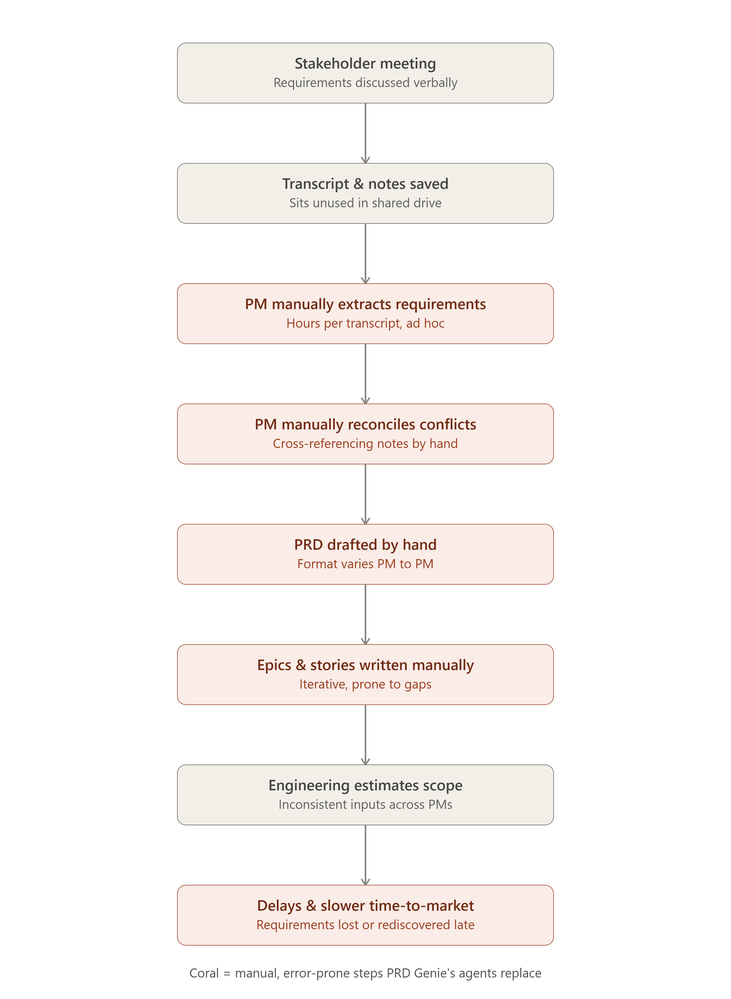 Stakeholder meeting
Requirements discussed verbally
Transcript & notes saved
Sits unused in shared drive
PM manually extracts requirements
Hours per transcript, ad hoc
PM manually reconciles conflicts
Cross-referencing notes by hand
PRD drafted by hand
Format varies PM to PM
Epics & stories written manually
Iterative, prone to gaps
Engineering estimates scope
Inconsistent inputs across PMs
Delays & slower time-to-market
Requirements lost or rediscovered late
Coral = manual, error-prone steps PRD Genie's agents replace